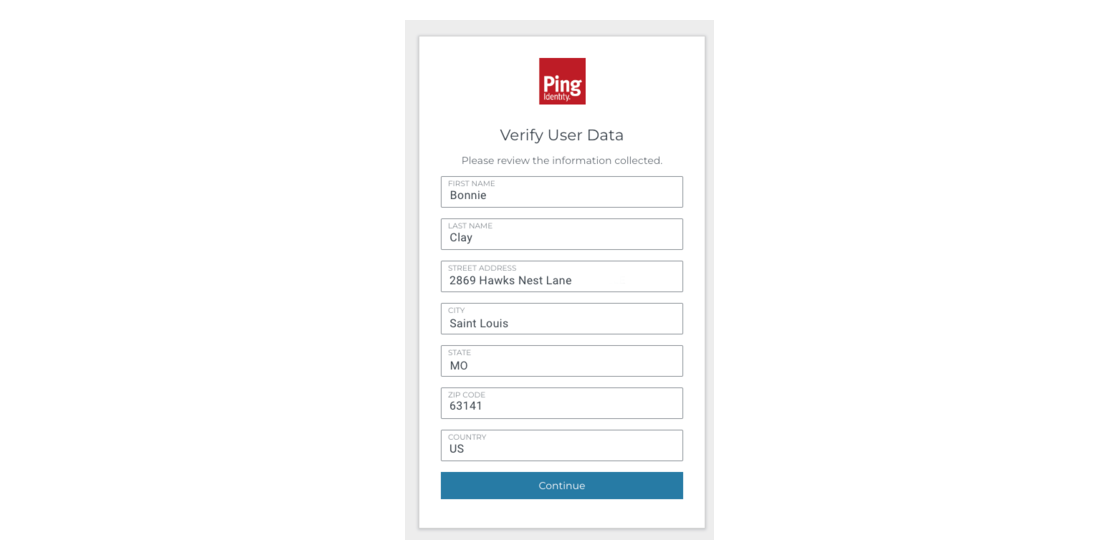 Ping
Identity.
Verify User Data
Please review the information collected.
FIRST NAME
Bonnie
LAST NAME
Clay
STREET ADDRESS
2869 Hawks Nest Lane
CITY
Saint Louis
STATE
MO
ZIP CODE
63141
COUNTRY
US
Continue